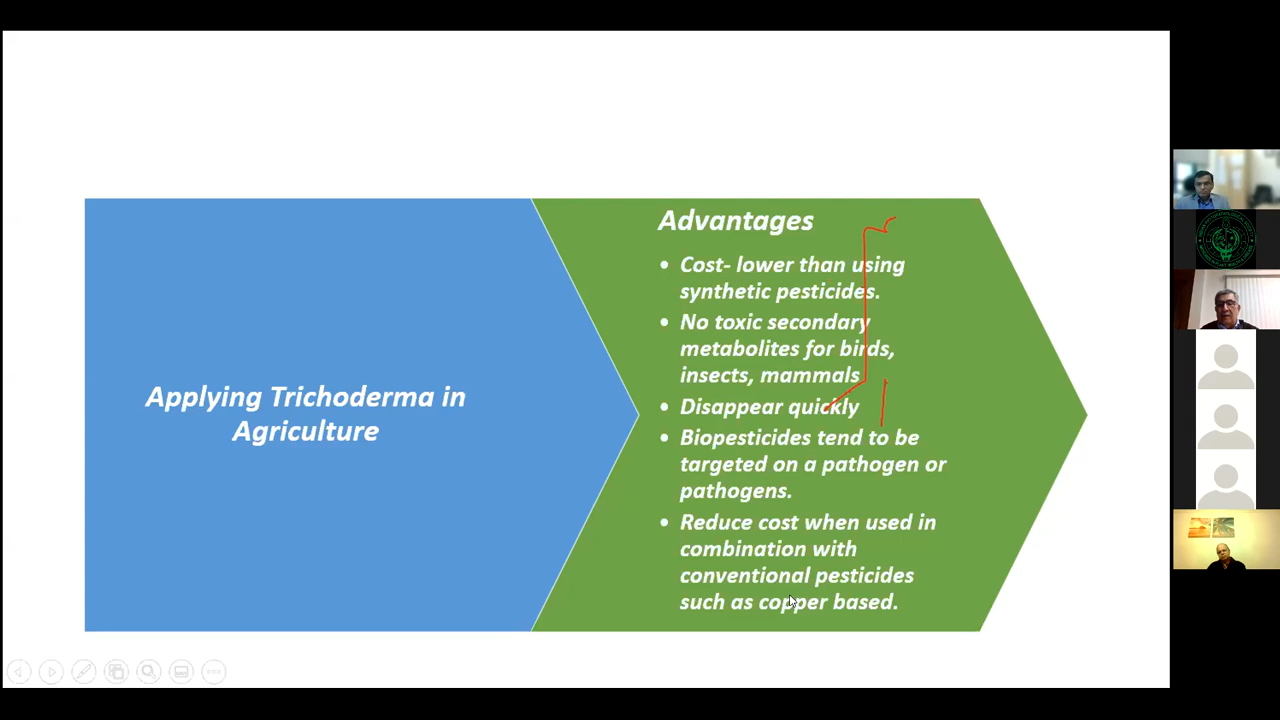 Applying Trichoderma in
Agriculture
Advantages
• Cost- lower than using
synthetic pesticides.
• No toxic secondary
metabolites for birds,
insects, mammals
• Disappear quickly
• Biopesticides tend to be
targeted on a pathogen or
pathogens.
• Reduce cost when used in
combination with
conventional pesticides
such as copper based.